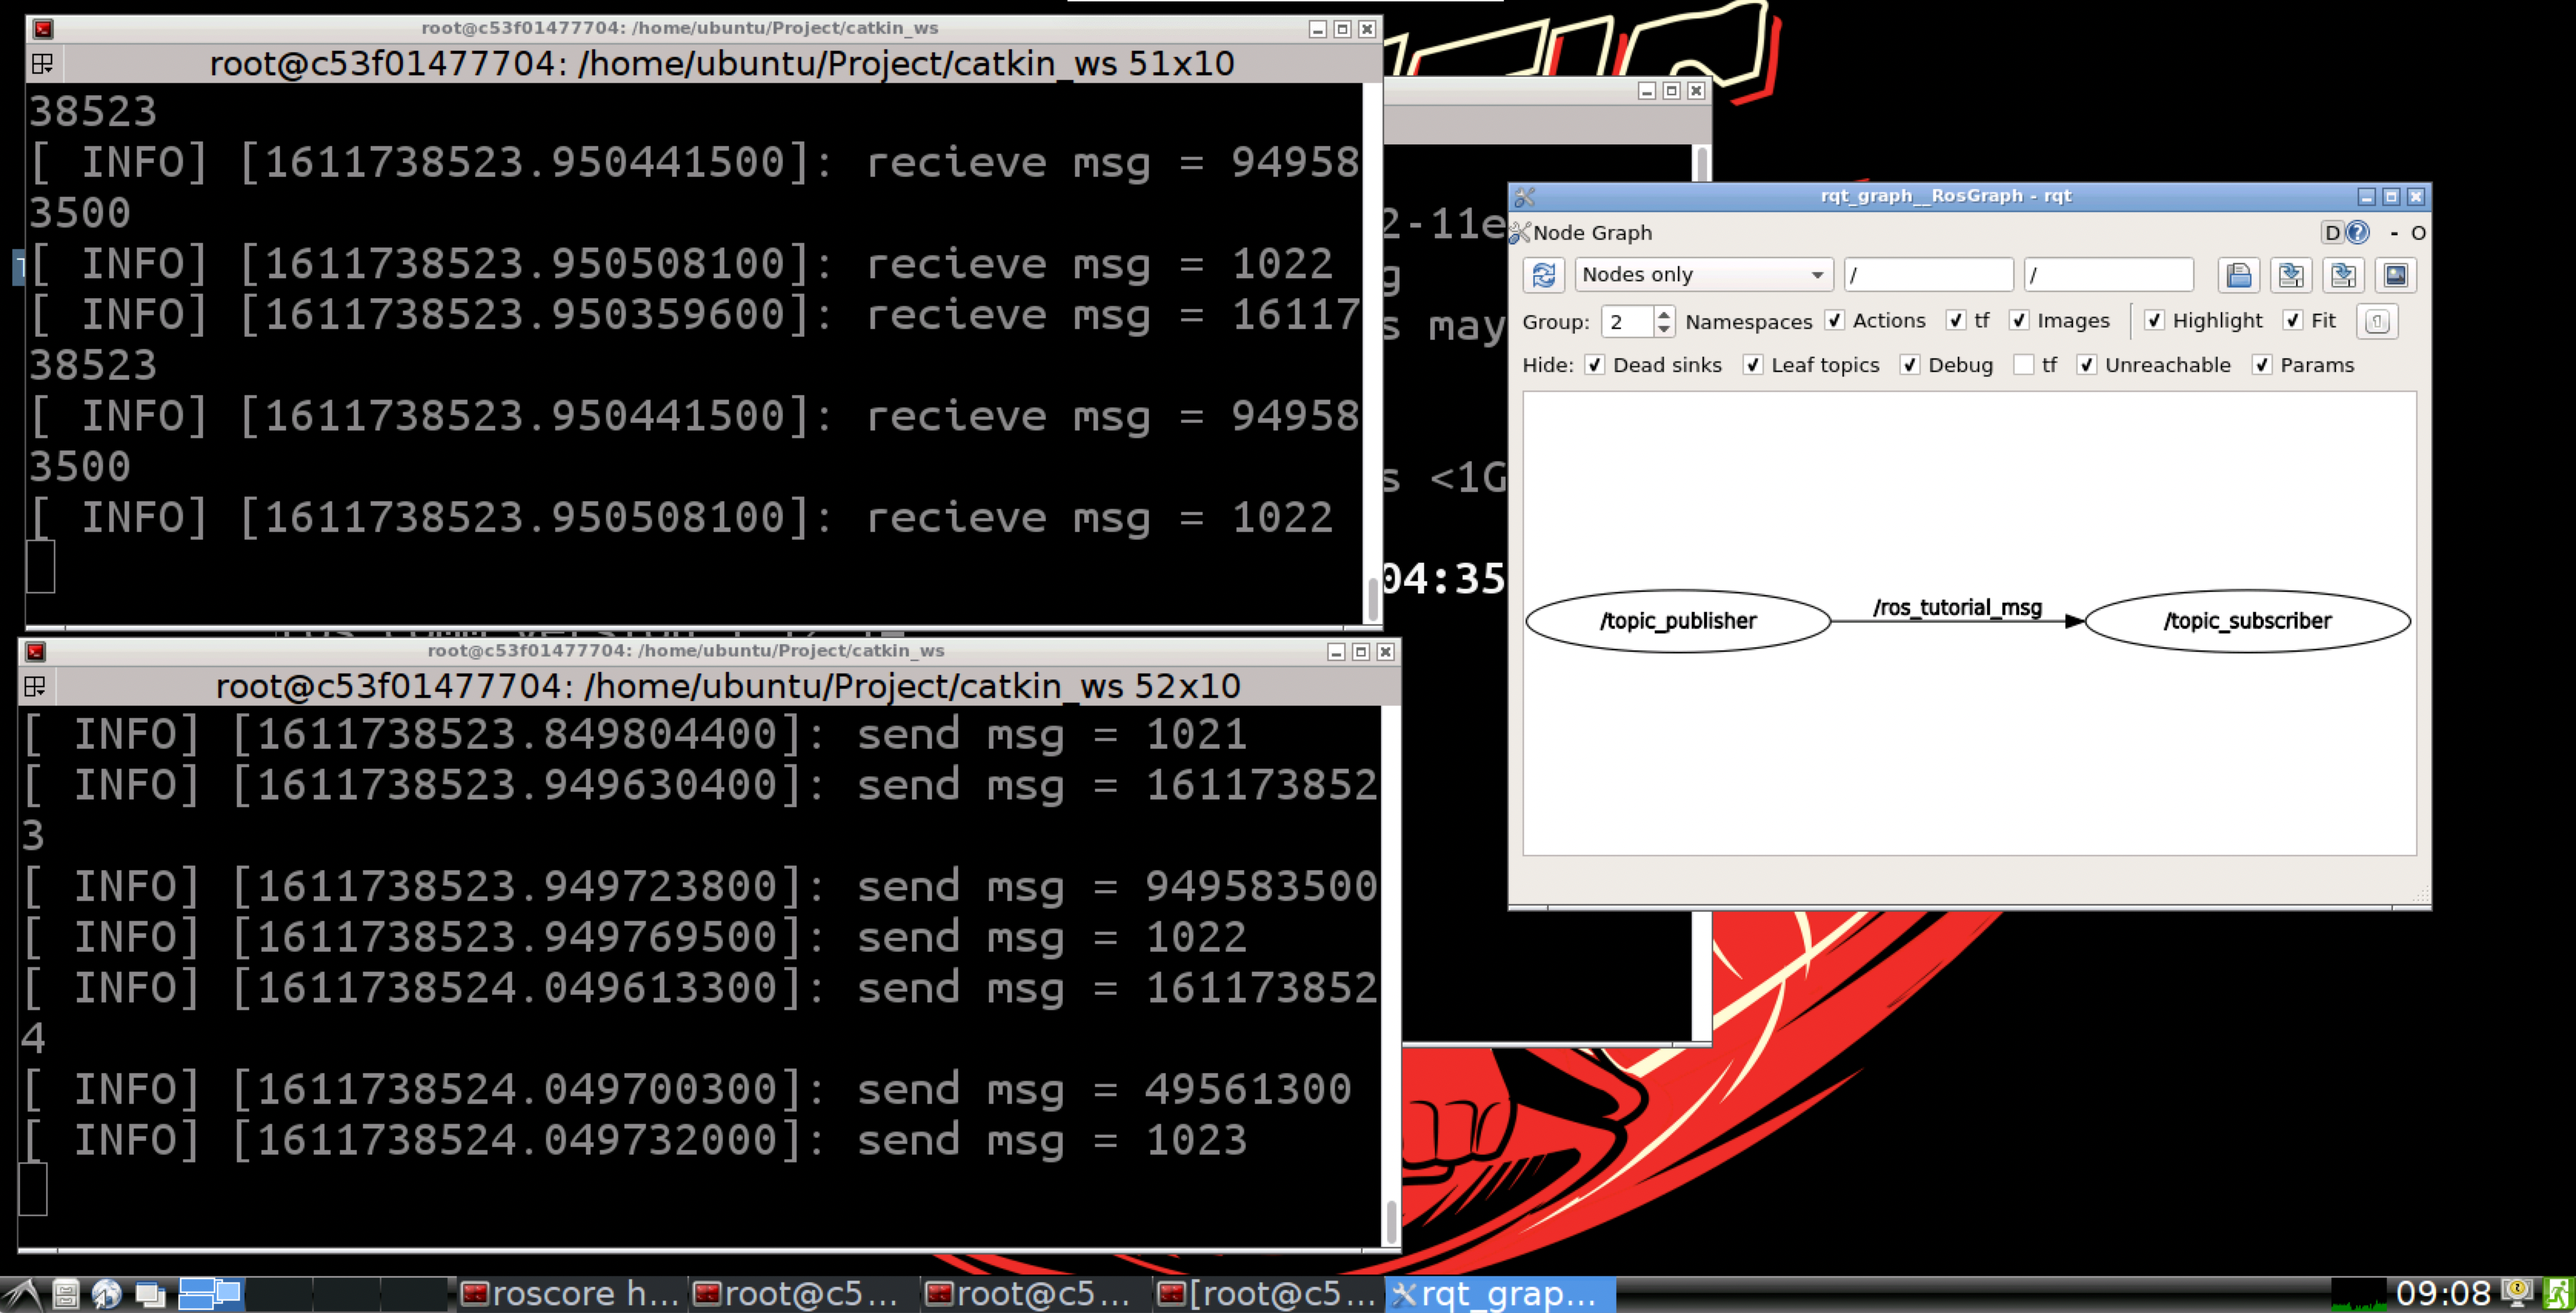 root@c53f01477704: /home/ubuntu/Project/catkin_ws
root@c53f01477704: /home/ubuntu/Project/catkin_ws 51x10
38523
[ INFO] [1611738523.950441500]: recieve msg = 94958
3500
[ INFO] [1611738523.950508100]: recieve msg = 1022
[ INFO] [1611738523.950359600]: recieve msg = 16117
38523
[ INFO] [1611738523.950441500]: recieve msg = 94958
3500
[ INFO] [1611738523.950508100]: recieve msg = 1022
2-11e
g
s may
s <1G
04:35
rqt_graph__RosGraph - rqt
Node Graph
D - O
Nodes only / /
Group: 2 Namespaces Actions tf Images Highlight Fit
Hide: Dead sinks Leaf topics Debug tf Unreachable Params
/topic_publisher /ros_tutorial_msg /topic_subscriber
root@c53f01477704: /home/ubuntu/Project/catkin_ws
root@c53f01477704: /home/ubuntu/Project/catkin_ws 52x10
[ INFO] [1611738523.849804400]: send msg = 1021
[ INFO] [1611738523.949630400]: send msg = 161173852
3
[ INFO] [1611738523.949723800]: send msg = 949583500
[ INFO] [1611738523.949769500]: send msg = 1022
[ INFO] [1611738524.049613300]: send msg = 161173852
4
[ INFO] [1611738524.049700300]: send msg = 49561300
[ INFO] [1611738524.049732000]: send msg = 1023
roscore h... root@c5... root@c5... [root@c5... rqt_grap... 09:08